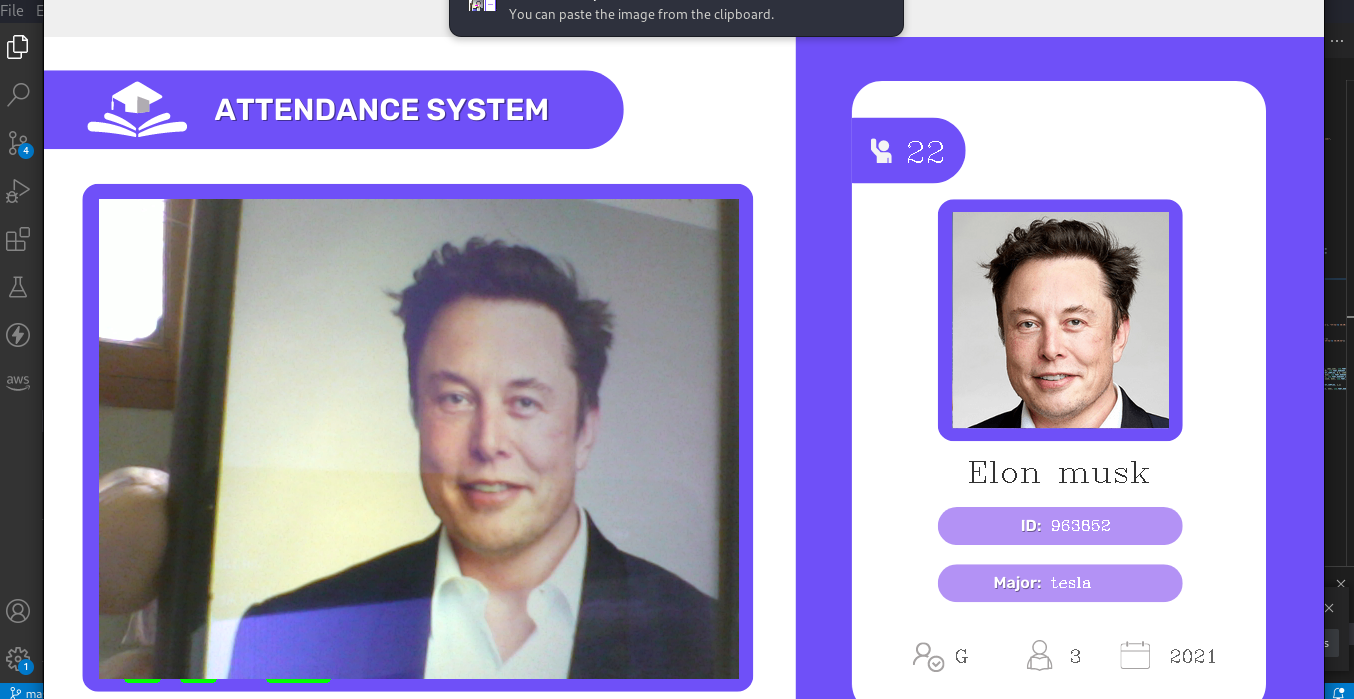 File E
You can paste the image from the clipboard.
ATTENDANCE SYSTEM
22
Elon musk
ID: 963852
Major: tesla
G 3 2021
4
aws
1
ma